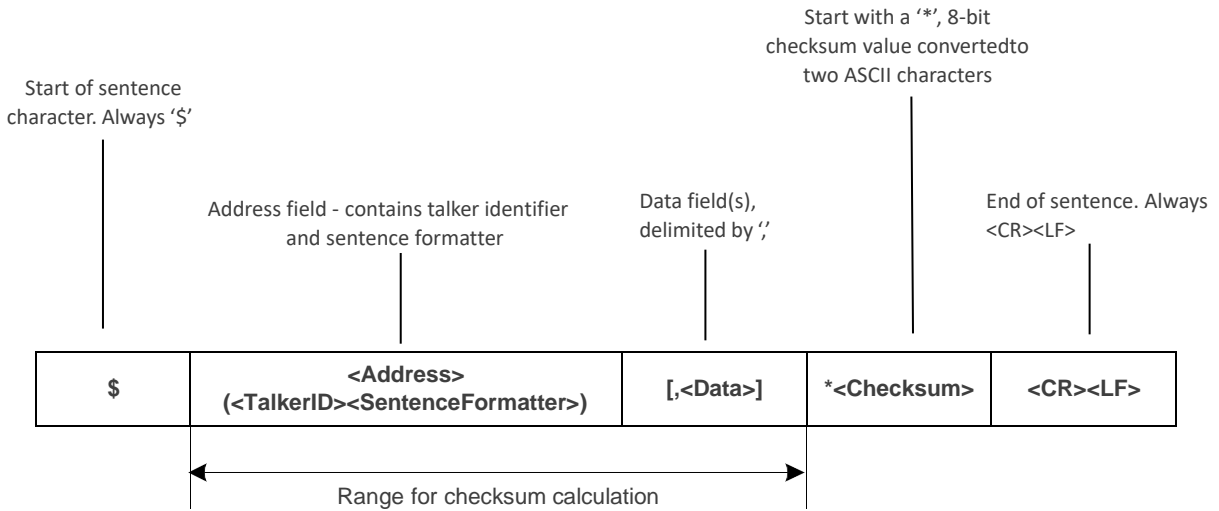 Start with a ‘*’, 8-bit
checksum value convertedto
two ASCII characters
Start of sentence
character. Always ‘$’
Address field - contains talker identifier
and sentence formatter
Data field(s),
delimited by ‘,’
End of sentence. Always
<CR><LF>
$
<Address>
(<TalkerID><SentenceFormatter>)
[,<Data>]
*<Checksum>
<CR><LF>
Range for checksum calculation